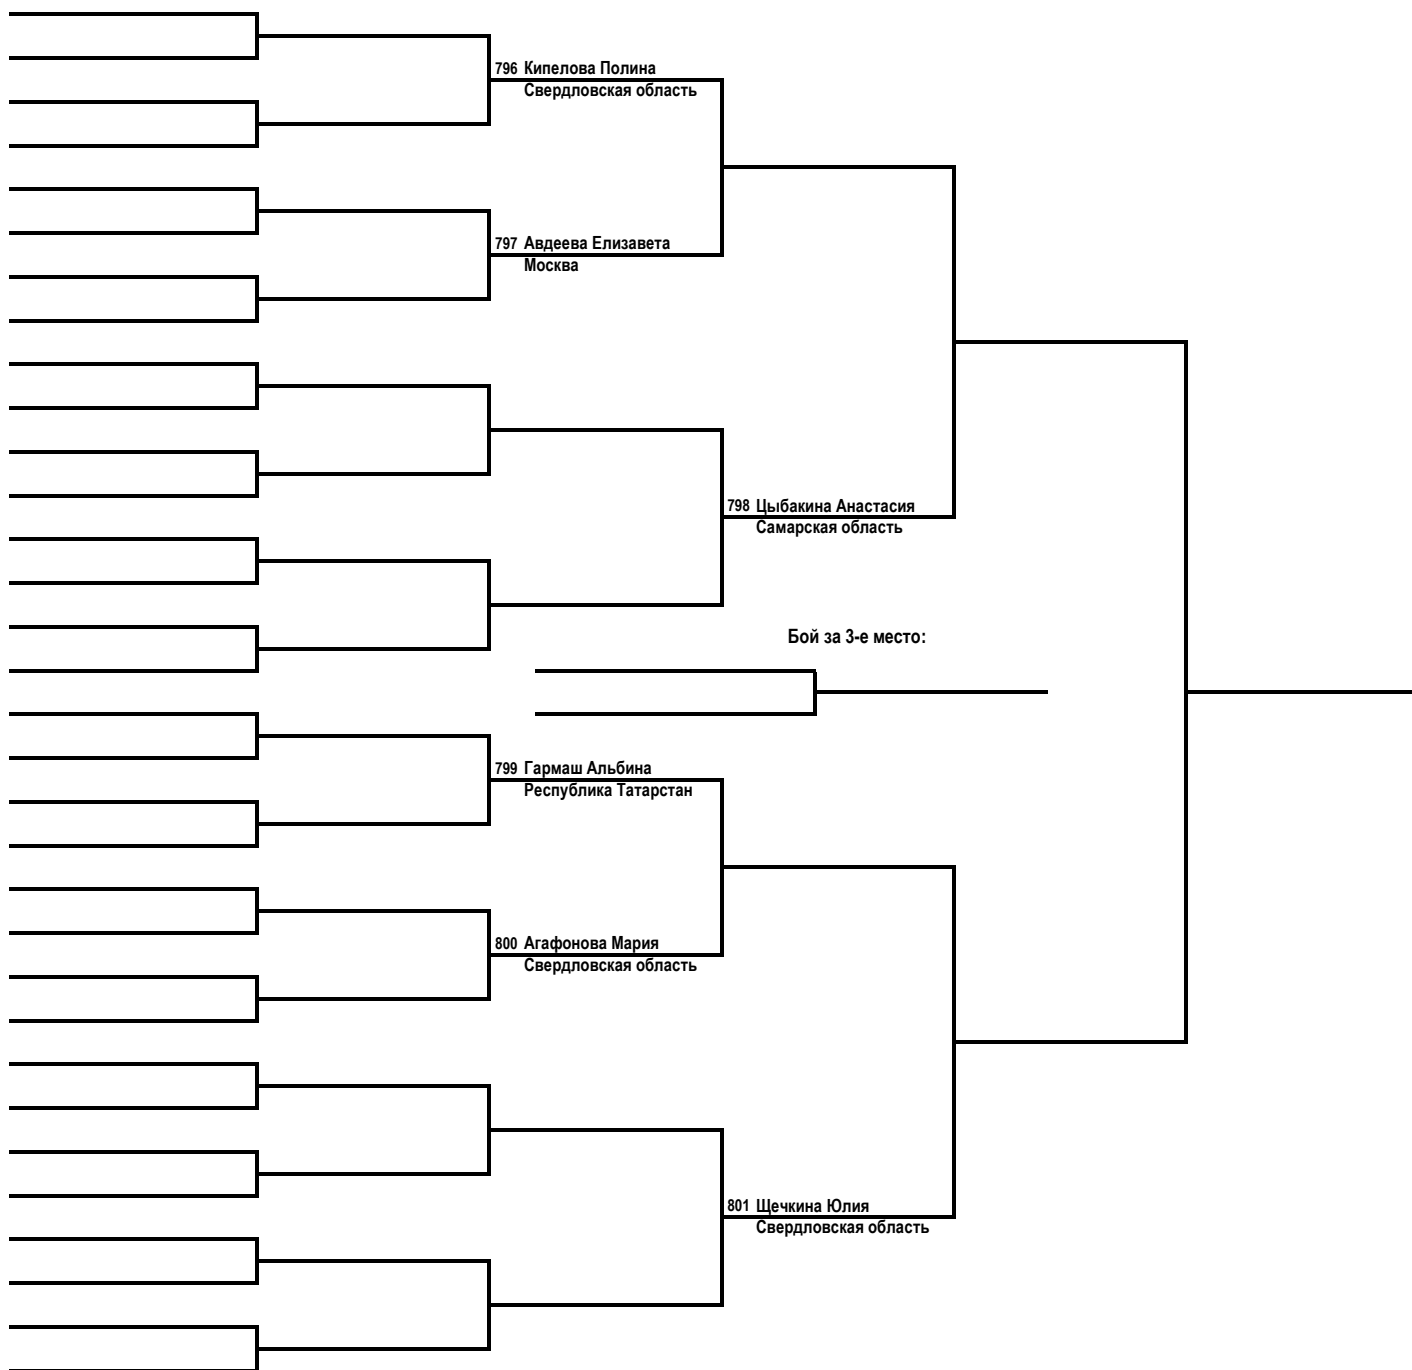 796 Кипелова Полина
Свердловская область
797 Авдеева Елизавета
Москва
798 Цыбакина Анастасия
Самарская область
Бой за 3-е место:
799 Гармаш Альбина
Республика Татарстан
800 Агафонова Мария
Свердловская область
801 Щечкина Юлия
Свердловская область